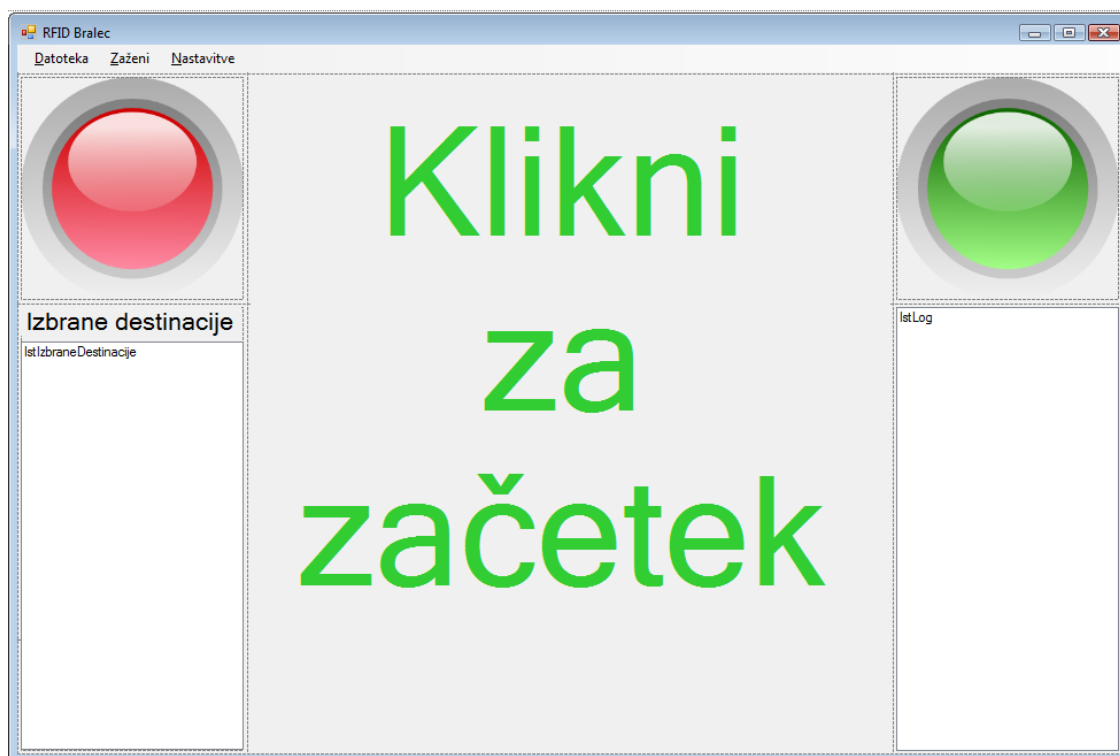 RFID Bralec
Datoteka Zaženi Nastavitve
Klikni
za
začetek
Izbrane destinacije
lstIzbraneDestinacije
lstLog